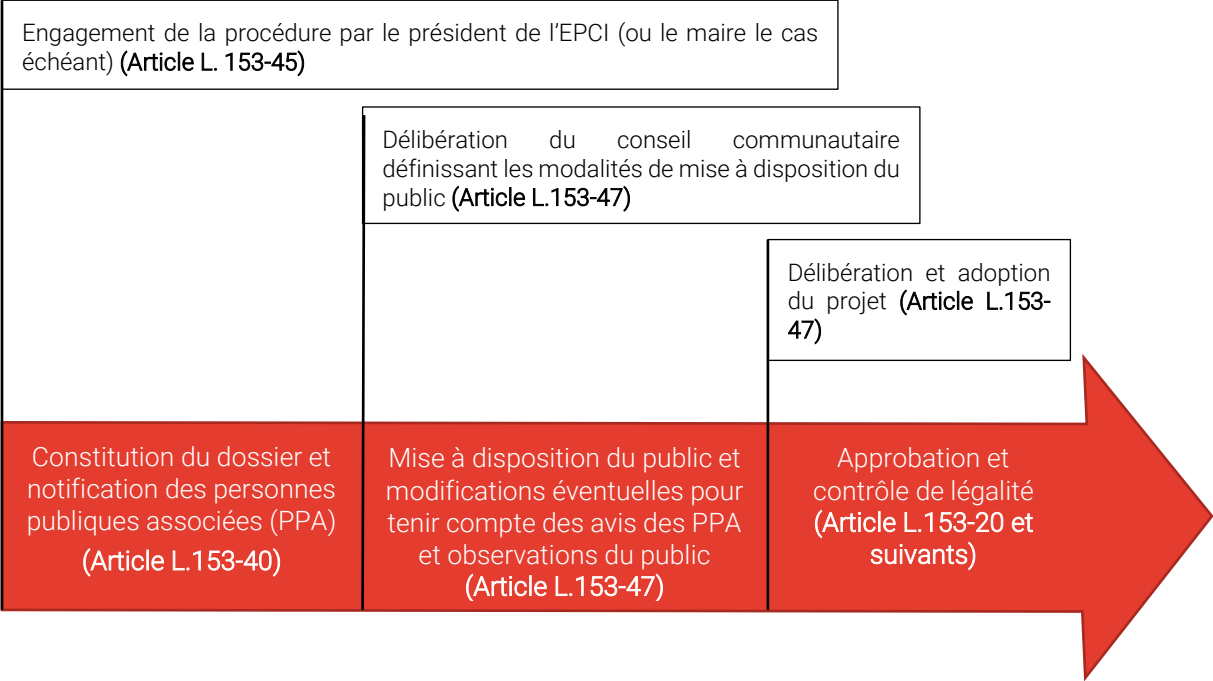 Engagement de la procédure par le président de l’EPCI (ou le maire le cas
échéant) (Article L. 153-45)
Délibération du conseil communautaire
définissant les modalités de mise à disposition du
public (Article L.153-47)
Délibération et adoption
du projet (Article L.153-
47)
Constitution du dossier et
notification des personnes
publiques associées (PPA)
(Article L.153-40)
Mise à disposition du public et
modifications éventuelles pour
tenir compte des avis des PPA
et observations du public
(Article L.153-47)
Approbation et
contrôle de légalité
(Article L.153-20 et
suivants)